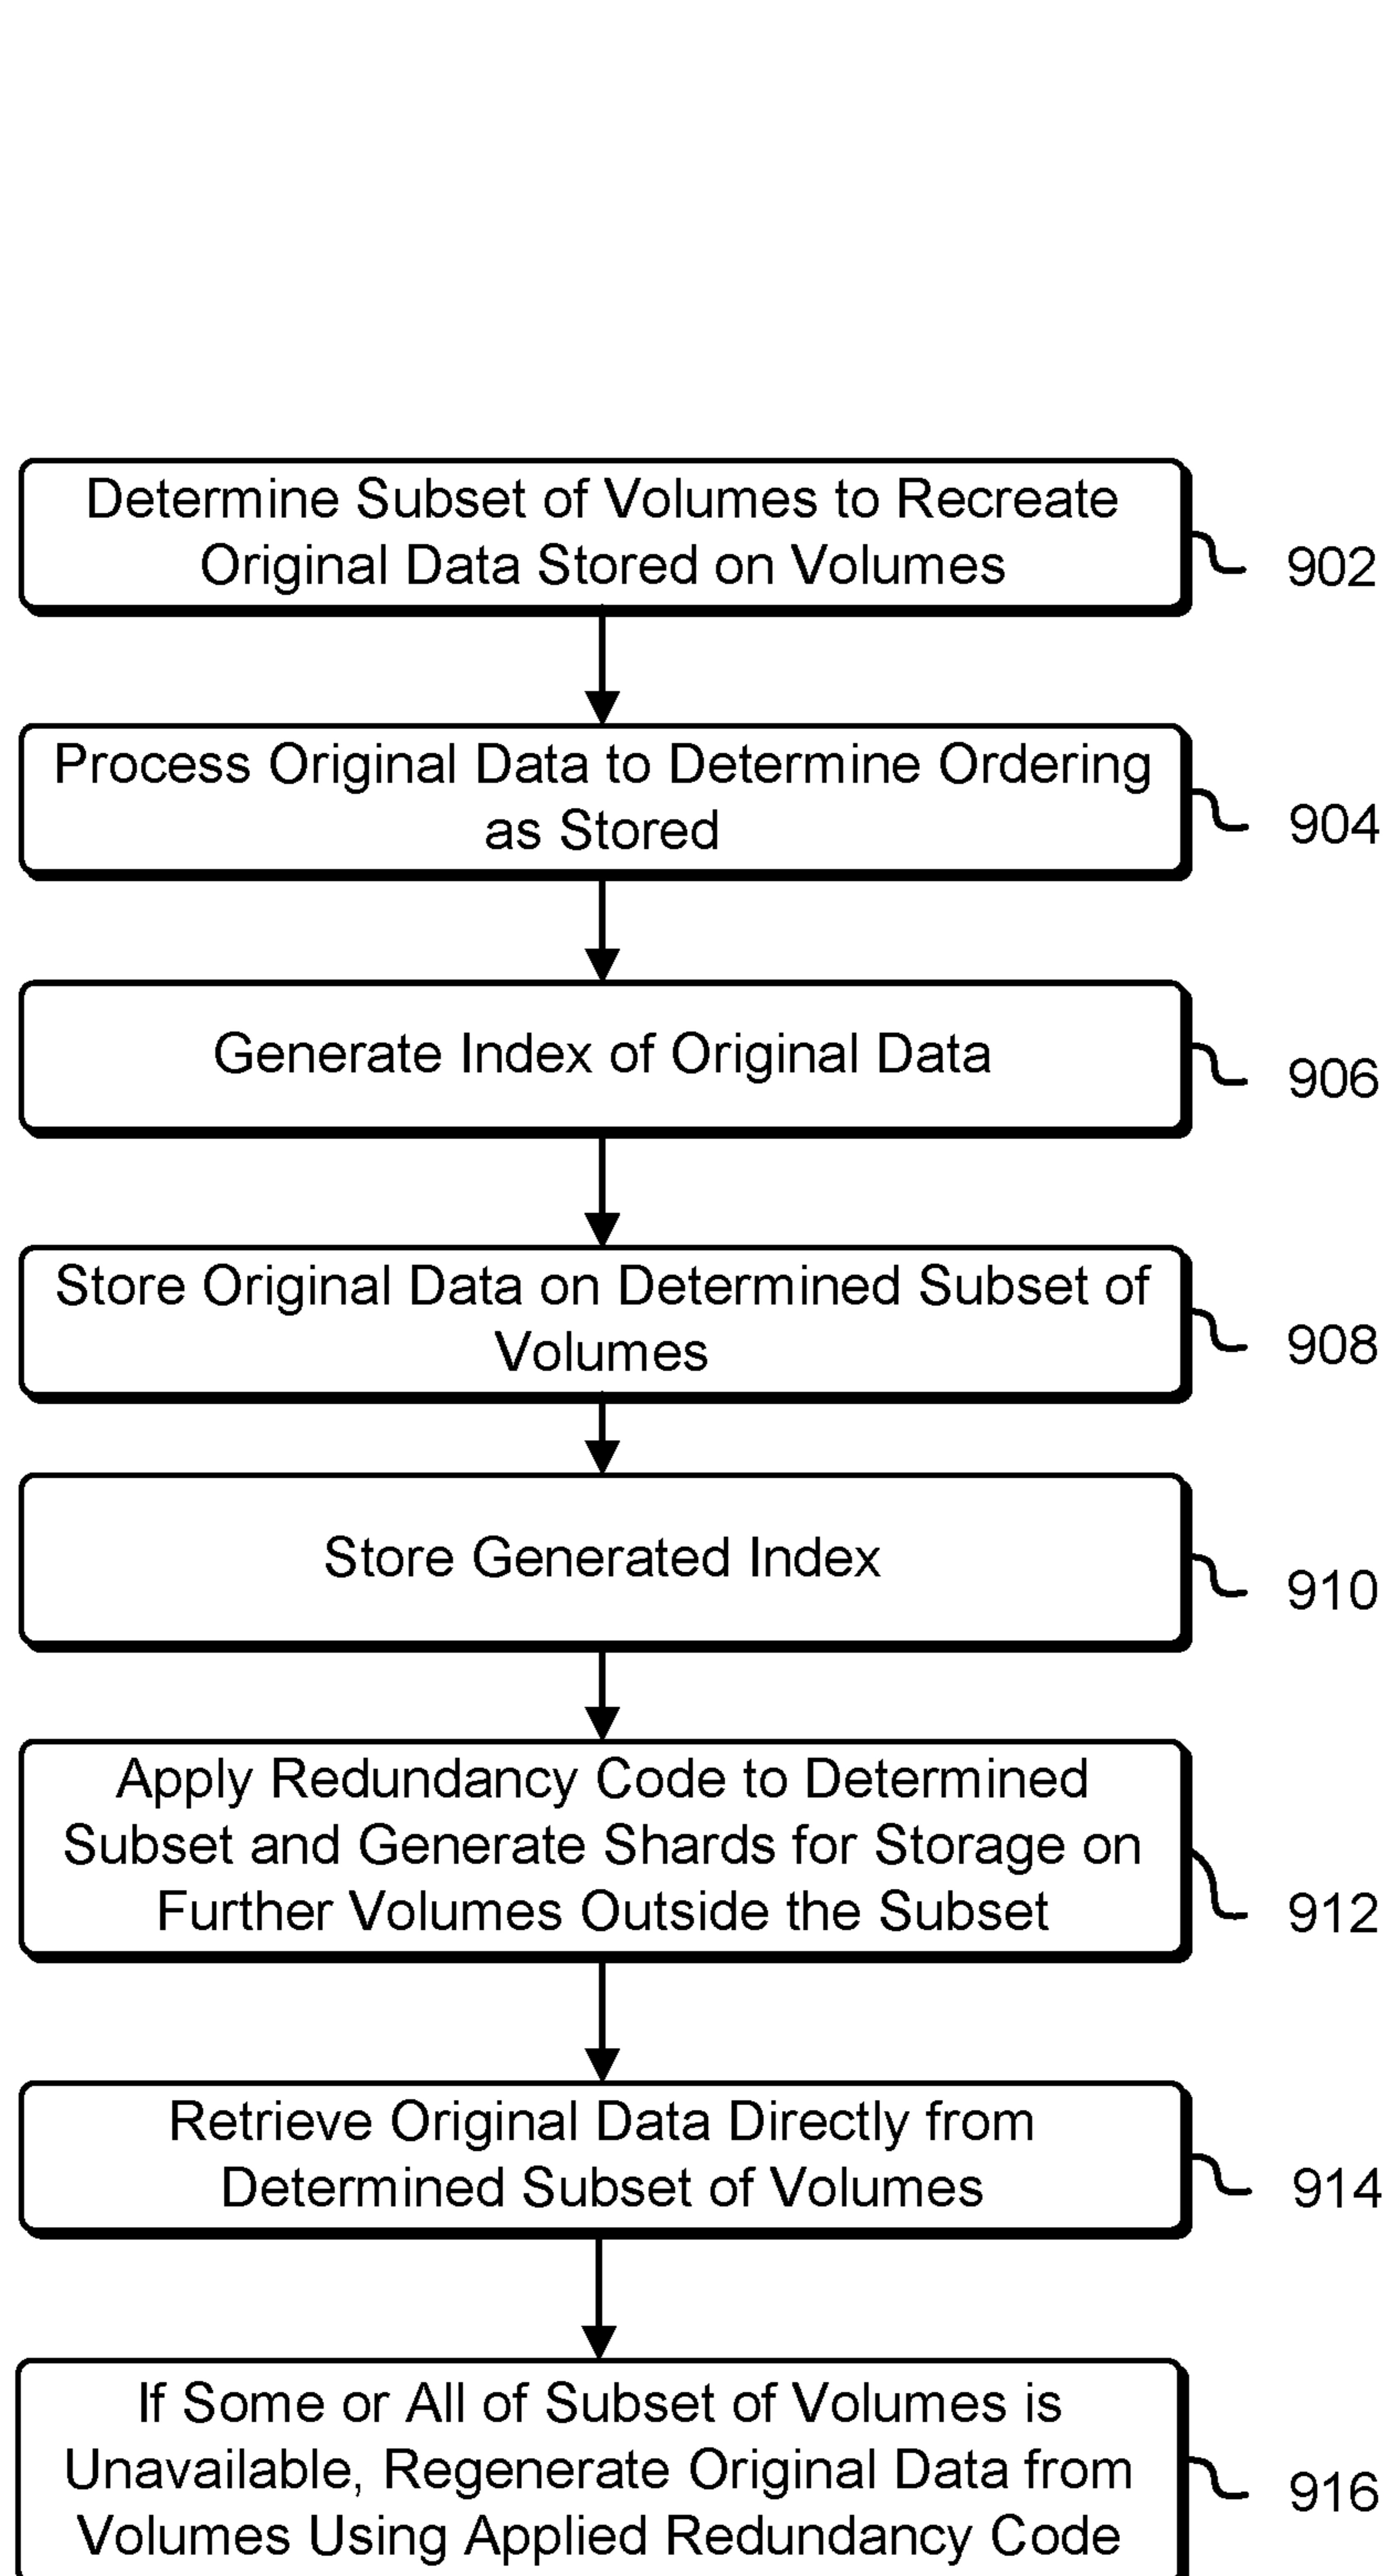 Determine Subset of Volumes to Recreate
Original Data Stored on Volumes
902
Process Original Data to Determine Ordering
as Stored
904
Generate Index of Original Data
906
Store Original Data on Determined Subset of
Volumes
908
Store Generated Index
910
Apply Redundancy Code to Determined
Subset and Generate Shards for Storage on
Further Volumes Outside the Subset
912
Retrieve Original Data Directly from
Determined Subset of Volumes
914
If Some or All of Subset of Volumes is
Unavailable, Regenerate Original Data from
Volumes Using Applied Redundancy Code
916